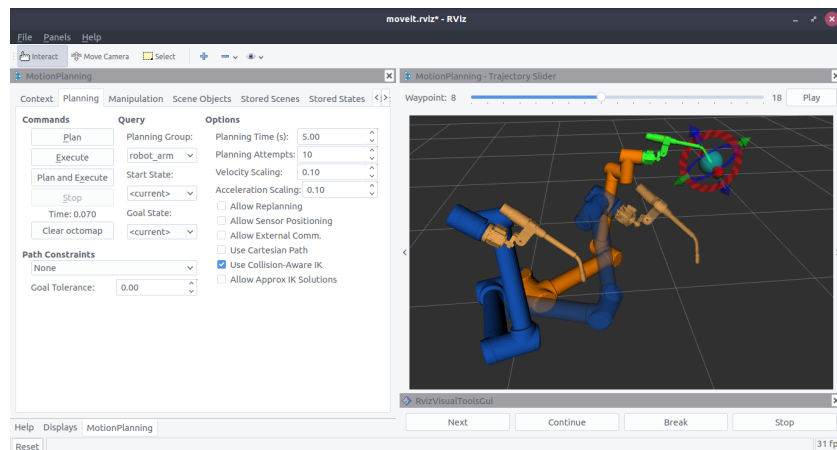 moveit.rviz* - RViz
File Panels Help
Interact Move Camera Select
MotionPlanning
Context Planning Manipulation Scene Objects Stored Scenes Stored States
Commands Query Options
Plan Planning Group: Planning Time (s): 5.00
Execute robot_arm Planning Attempts: 10
Plan and Execute Start State: Velocity Scaling: 0.10
Stop <current> Acceleration Scaling: 0.10
Time: 0.070 Goal State: Allow Replanning
Clear octomap <current> Allow Sensor Positioning
Allow External Comm.
Path Constraints Use Cartesian Path
None Use Collision-Aware IK
Goal Tolerance: 0.00 Allow Approx IK Solutions
Help Displays MotionPlanning
Reset
MotionPlanning - Trajectory Slider
Waypoint: 8 18 Play
RvizVisualToolsGui
Next Continue Break Stop
31 fp